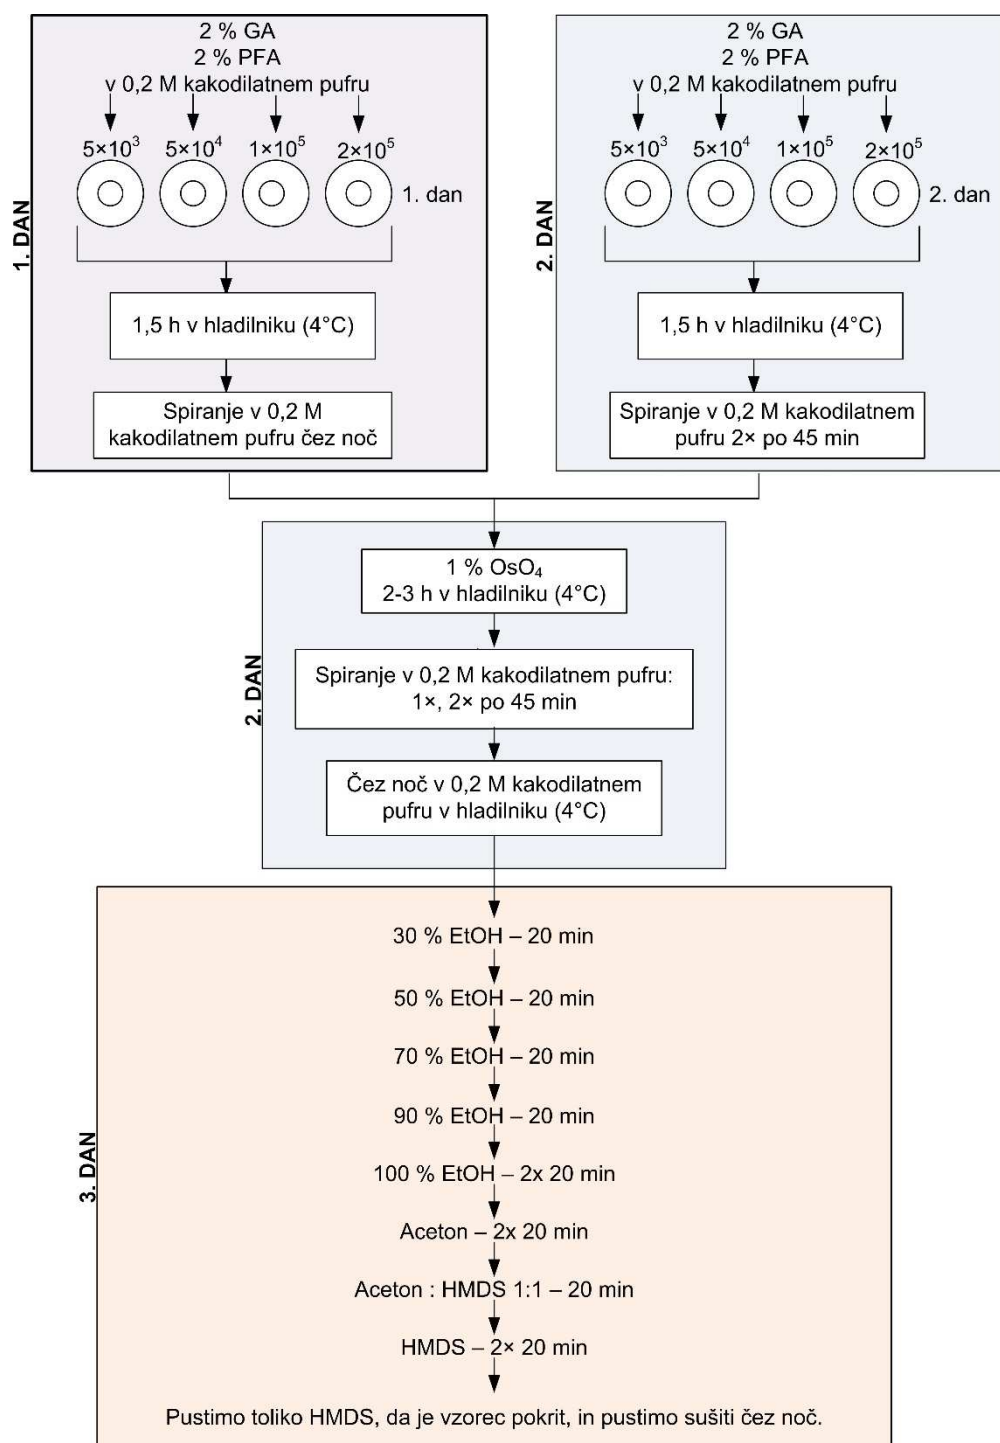 2 % GA
2 % PFA
v 0,2 M kakodilatnem pufru
5×10³ 5×10⁴ 1×10⁵ 2×10⁵
1. dan
1. DAN
1,5 h v hladilniku (4°C)
Spiranje v 0,2 M
kakodilatnem pufru čez noč
2 % GA
2 % PFA
v 0,2 M kakodilatnem pufru
5×10³ 5×10⁴ 1×10⁵ 2×10⁵
2. dan
2. DAN
1,5 h v hladilniku (4°C)
Spiranje v 0,2 M kakodilatnem
pufru 2× po 45 min
2. DAN
1 % OsO₄
2-3 h v hladilniku (4°C)
Spiranje v 0,2 M kakodilatnem pufru:
1×, 2× po 45 min
Čez noč v 0,2 M kakodilatnem
pufru v hladilniku (4°C)
3. DAN
30 % EtOH – 20 min
50 % EtOH – 20 min
70 % EtOH – 20 min
90 % EtOH – 20 min
100 % EtOH – 2x 20 min
Aceton – 2x 20 min
Aceton : HMDS 1:1 – 20 min
HMDS – 2× 20 min
Pustimo toliko HMDS, da je vzorec pokrit, in pustimo sušiti čez noč.